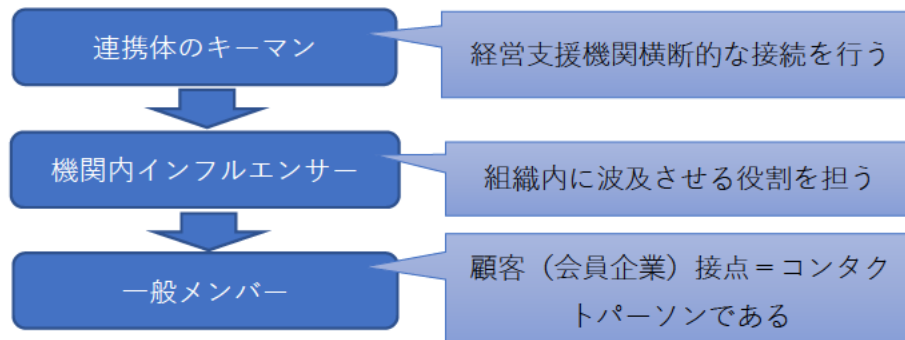 連携体のキーマン
経営支援機関横断的な接続を行う
機関内インフルエンサー
組織内に波及させる役割を担う
一般メンバー
顧客（会員企業）接点＝コンタク
トパーソンである